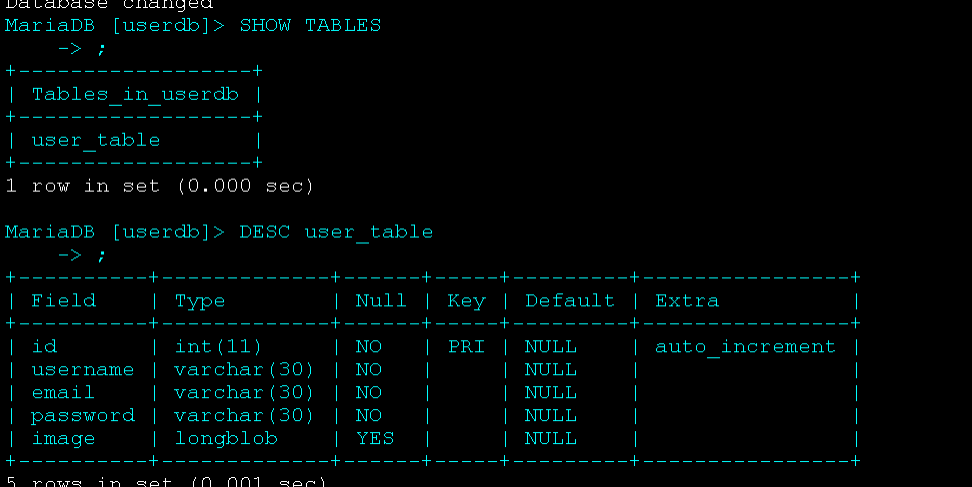 Database changed
MariaDB [userdb]> SHOW TABLES
    -> ;
+------------------+
| Tables_in_userdb |
+------------------+
| user_table       |
+------------------+
1 row in set (0.000 sec)

MariaDB [userdb]> DESC user_table
    -> ;
+----------+-------------+------+-----+---------+----------------+
| Field    | Type        | Null | Key | Default | Extra          |
+----------+-------------+------+-----+---------+----------------+
| id       | int(11)     | NO   | PRI | NULL    | auto_increment |
| username | varchar(30) | NO   |     | NULL    |                |
| email    | varchar(30) | NO   |     | NULL    |                |
| password | varchar(30) | NO   |     | NULL    |                |
| image    | longblob    | YES  |     | NULL    |                |
+----------+-------------+------+-----+---------+----------------+
5 rows in set (0.001 sec)